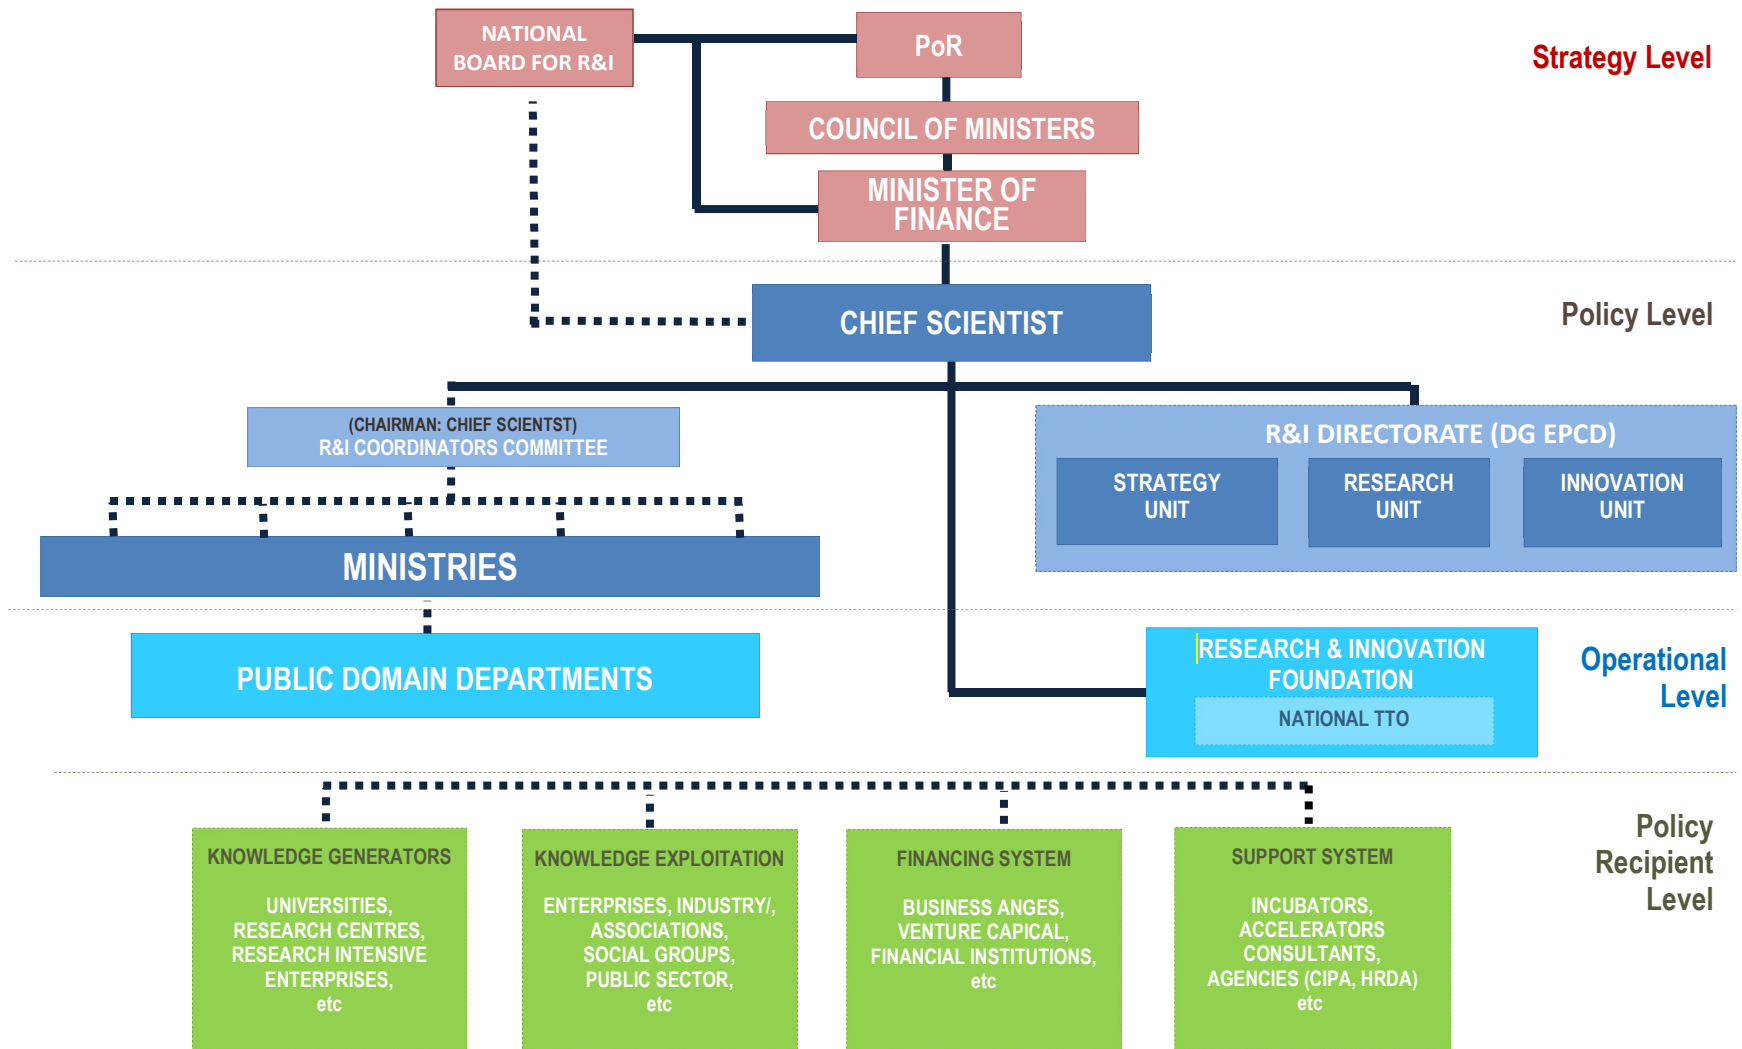 NATIONAL
BOARD FOR R&I
PoR
Strategy Level
COUNCIL OF MINISTERS
MINISTER OF
FINANCE
CHIEF SCIENTIST
Policy Level
(CHAIRMAN: CHIEF SCIENTST)
R&I COORDINATORS COMMITTEE
R&I DIRECTORATE (DG EPCD)
STRATEGY
UNIT
RESEARCH
UNIT
INNOVATION
UNIT
MINISTRIES
PUBLIC DOMAIN DEPARTMENTS
RESEARCH & INNOVATION
FOUNDATION
NATIONAL TTO
Operational
Level
KNOWLEDGE GENERATORS
UNIVERSITIES,
RESEARCH CENTRES,
RESEARCH INTENSIVE
ENTERPRISES,
etc
KNOWLEDGE EXPLOITATION
ENTERPRISES, INDUSTRY/,
ASSOCIATIONS,
SOCIAL GROUPS,
PUBLIC SECTOR,
etc
FINANCING SYSTEM
BUSINESS ANGES,
VENTURE CAPICAL,
FINANCIAL INSTITUTIONS,
etc
SUPPORT SYSTEM
INCUBATORS,
ACCELERATORS
CONSULTANTS,
AGENCIES (CIPA, HRDA)
etc
Policy
Recipient
Level